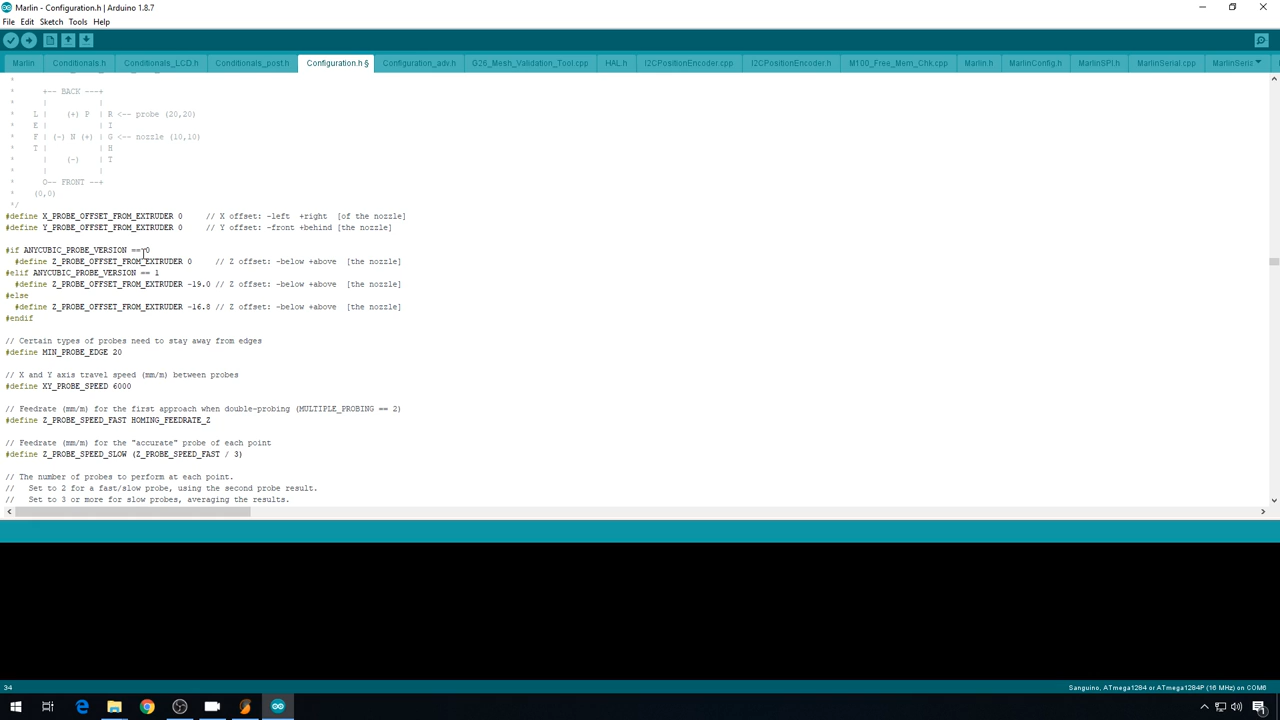 Marlin - Configuration.h | Arduino 1.8.7
File Edit Sketch Tools Help
Marlin Conditionals.h Conditionals_LCD.h Conditionals_post.h Configuration.h § Configuration_adv.h G26_Mesh_Validation_Tool.cpp HAL.h I2CPositionEncoder.cpp I2CPositionEncoder.h M100_Free_Mem_Chk.cpp Marlin.h MarlinConfig.h MarlinSPI.h MarlinSerial.cpp MarlinSeria
*
* +-- BACK ---+
* | |
* L | (+) P | R <-- probe (20,20)
* E | | I
* F | (-) N (+) | G <-- nozzle (10,10)
* T | | H
* | (-) | T
* | |
* O-- FRONT --+
* (0,0)
*/
#define X_PROBE_OFFSET_FROM_EXTRUDER 0 // X offset: -left +right [of the nozzle]
#define Y_PROBE_OFFSET_FROM_EXTRUDER 0 // Y offset: -front +behind [the nozzle]
#if ANYCUBIC_PROBE_VERSION == 0
#define Z_PROBE_OFFSET_FROM_EXTRUDER 0 // Z offset: -below +above [the nozzle]
#elif ANYCUBIC_PROBE_VERSION == 1
#define Z_PROBE_OFFSET_FROM_EXTRUDER -19.0 // Z offset: -below +above [the nozzle]
#else
#define Z_PROBE_OFFSET_FROM_EXTRUDER -16.8 // Z offset: -below +above [the nozzle]
#endif
// Certain types of probes need to stay away from edges
#define MIN_PROBE_EDGE 20
// X and Y axis travel speed (mm/m) between probes
#define XY_PROBE_SPEED 6000
// Feedrate (mm/m) for the first approach when double-probing (MULTIPLE_PROBING == 2)
#define Z_PROBE_SPEED_FAST HOMING_FEEDRATE_Z
// Feedrate (mm/m) for the "accurate" probe of each point
#define Z_PROBE_SPEED_SLOW (Z_PROBE_SPEED_FAST / 3)
// The number of probes to perform at each point.
// Set to 2 for a fast/slow probe, using the second probe result.
// Set to 3 or more for slow probes, averaging the results.
34 Sanguino, ATmega1284 or ATmega1284P (16 MHz) on COM6